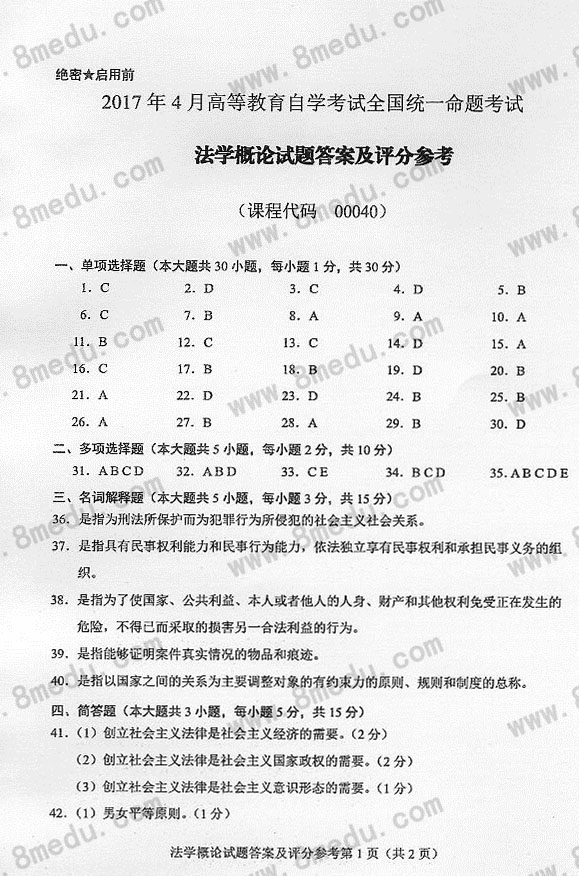 绝密★启用前
2017 年 4 月高等教育自学考试全国统一命题考试
法学概论试题答案及评分参考
（课程代码　00040）
一、单项选择题（本大题共 30 小题，每小题 1 分，共 30 分）
1．C　2．D　3．C　4．D　5．B
6．C　7．B　8．A　9．A　10．A
11．B　12．C　13．C　14．D　15．A
16．C　17．B　18．B　19．D　20．B
21．A　22．D　23．D　24．B　25．B
26．A　27．B　28．A　29．B　30．D
二、多项选择题（本大题共 5 小题，每小题 2 分，共 10 分）
31．A B C D　32．A B D　33．C E　34．B C D　35．A B C D E
三、名词解释题（本大题共 5 小题，每小题 3 分，共 15 分）
36．是指为刑法所保护而为犯罪行为所侵犯的社会主义社会关系。
37．是指具有民事权利能力和民事行为能力，依法独立享有民事权利和承担民事义务的组
织。
38．是指为了使国家、公共利益、本人或者他人的人身、财产和其他权利免受正在发生的
危险，不得已而采取的损害另一合法利益的行为。
39．是指能够证明案件真实情况的物品和痕迹。
40．是指以国家之间的关系为主要调整对象的有约束力的原则、规则和制度的总称。
四、简答题（本大题共 3 小题，每小题 5 分，共 15 分）
41．（1）创立社会主义法律是社会主义经济的需要。（2 分）
（2）创立社会主义法律是社会主义国家政权的需要。（2 分）
（3）创立社会主义法律是社会主义意识形态的需要。（1 分）
42．（1）男女平等原则。（1 分）
法学概论试题答案及评分参考第 1 页（共 2 页）
www.8medu.com